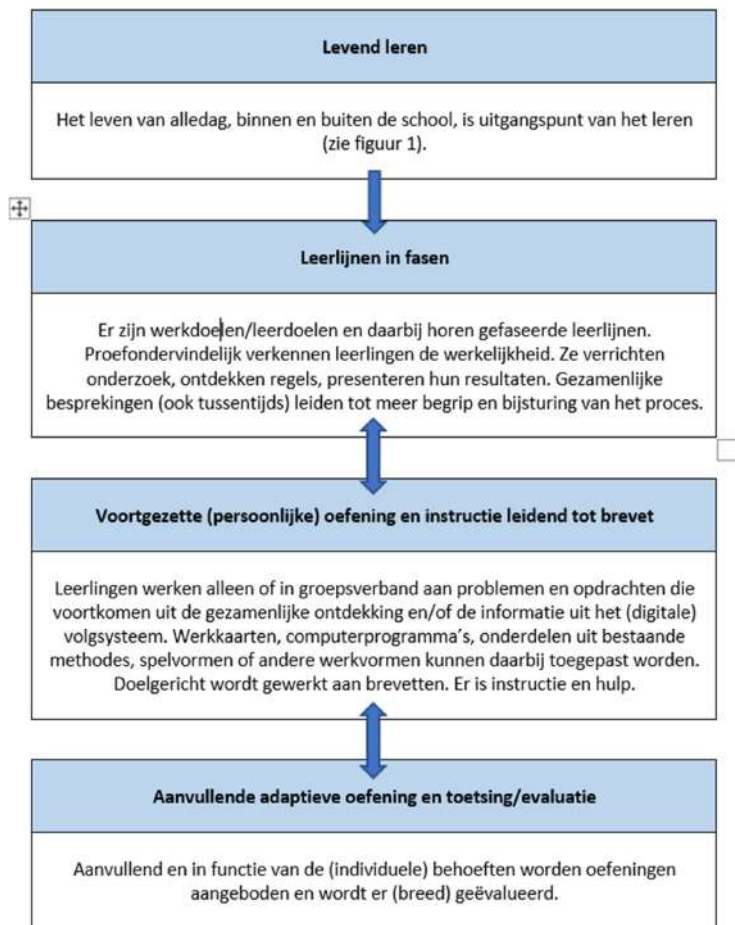 Levend leren
Het leven van alledag, binnen en buiten de school, is uitgangspunt van het leren
(zie figuur 1).
Leerlijnen in fasen
Er zijn werkdoelen/leerdoelen en daarbij horen gefaseerde leerlijnen.
Proefondervindelijk verkennen leerlingen de werkelijkheid. Ze verrichten
onderzoek, ontdekken regels, presenteren hun resultaten. Gezamenlijke
besprekingen (ook tussentijds) leiden tot meer begrip en bijsturing van het proces.
Voortgezette (persoonlijke) oefening en instructie leidend tot brevet
Leerlingen werken alleen of in groepsverband aan problemen en opdrachten die
voortkomen uit de gezamenlijke ontdekking en/of de informatie uit het (digitale)
volgsysteem. Werkkaarten, computerprogramma´s, onderdelen uit bestaande
methodes, spelvormen of andere werkvormen kunnen daarbij toegepast worden.
Doelgericht wordt gewerkt aan brevetten. Er is instructie en hulp.
Aanvullende adaptieve oefening en toetsing/evaluatie
Aanvullend en in functie van de (individuele) behoeften worden oefeningen
aangeboden en wordt er (breed) geëvalueerd.